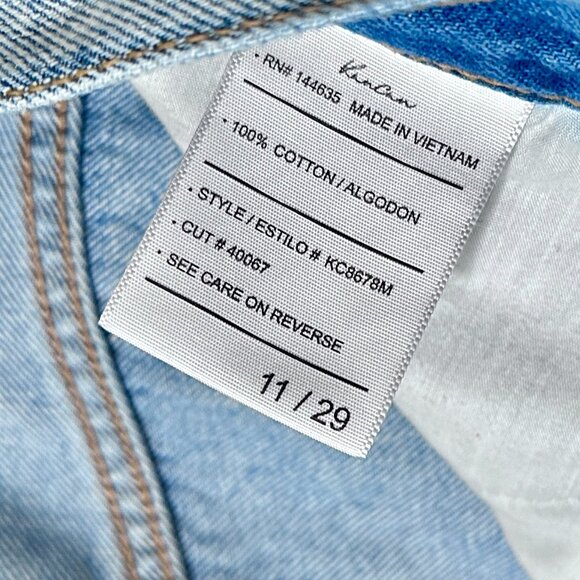 KanCan
· RN# 144635 MADE IN VIETNAM
· 100% COTTON / ALGODON
· STYLE / ESTILO # KC8678M
· CUT # 40067
· SEE CARE ON REVERSE
11 / 29